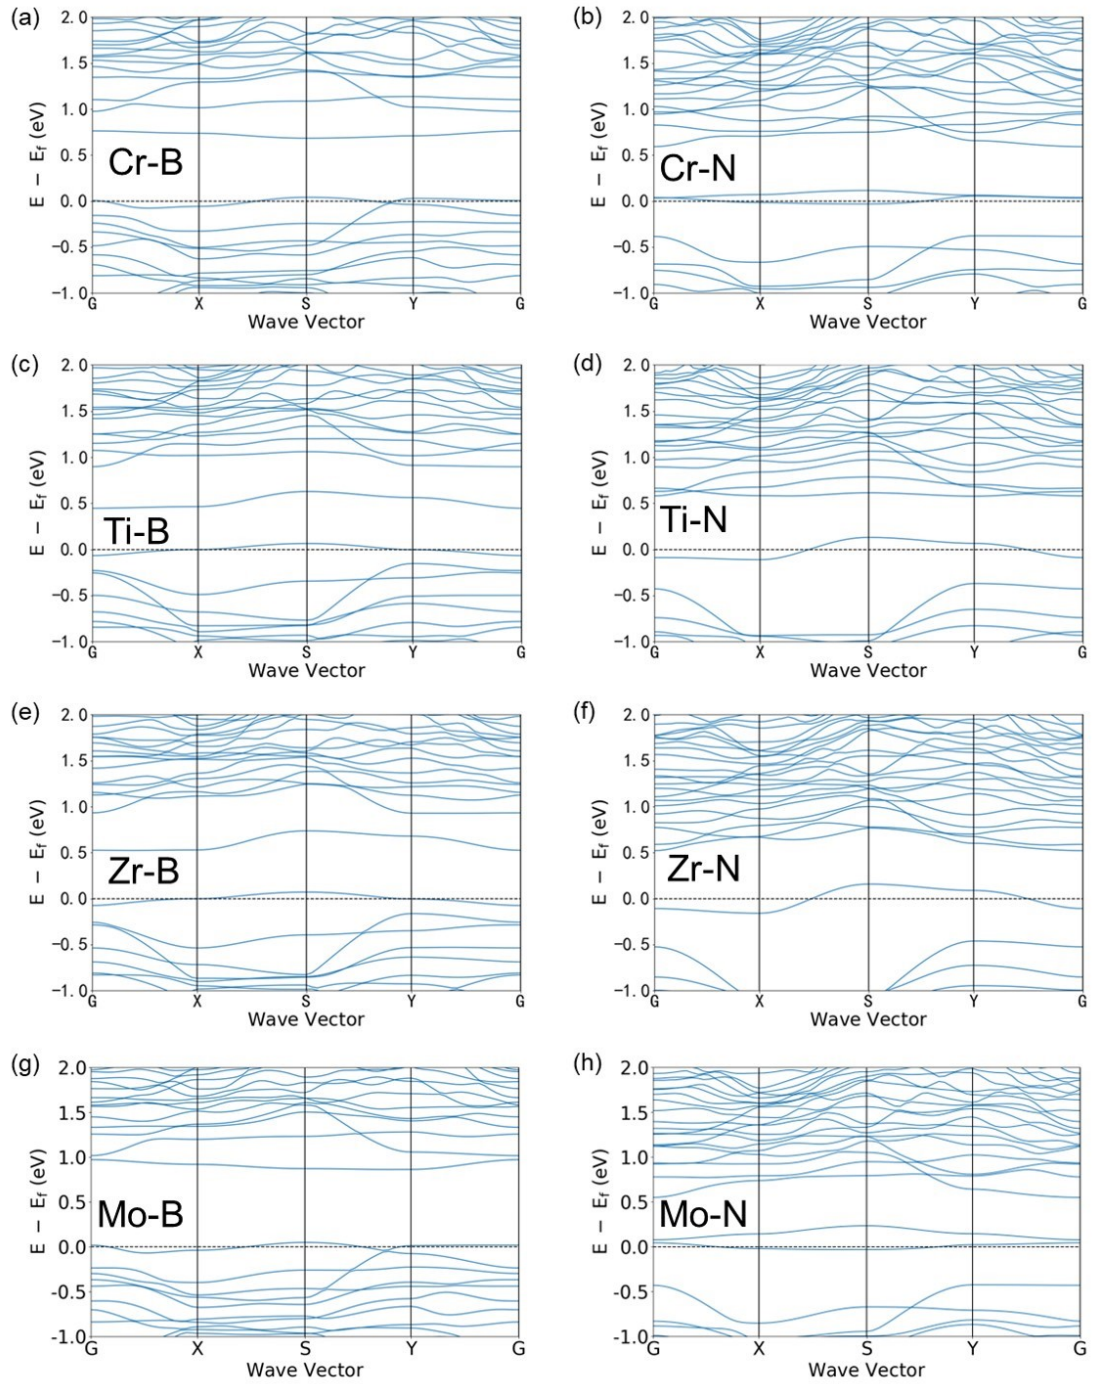 (a)
2.0
1.5
1.0
0.5
0.0
−0.5
−1.0
E − Ef (eV)
Cr-B
G X S Y G
Wave Vector
(b)
2.0
1.5
1.0
0.5
0.0
−0.5
−1.0
E − Ef (eV)
Cr-N
G X S Y G
Wave Vector
(c)
2.0
1.5
1.0
0.5
0.0
−0.5
−1.0
E − Ef (eV)
Ti-B
G X S Y G
Wave Vector
(d)
2.0
1.5
1.0
0.5
0.0
−0.5
−1.0
E − Ef (eV)
Ti-N
G X S Y G
Wave Vector
(e)
2.0
1.5
1.0
0.5
0.0
−0.5
−1.0
E − Ef (eV)
Zr-B
G X S Y G
Wave Vector
(f)
2.0
1.5
1.0
0.5
0.0
−0.5
−1.0
E − Ef (eV)
Zr-N
G X S Y G
Wave Vector
(g)
2.0
1.5
1.0
0.5
0.0
-0.5
-1.0
E − Ef (eV)
Mo-B
G X S Y G
Wave Vector
(h)
2.0
1.5
1.0
0.5
0.0
-0.5
-1.0
E − Ef (eV)
Mo-N
G X S Y G
Wave Vector